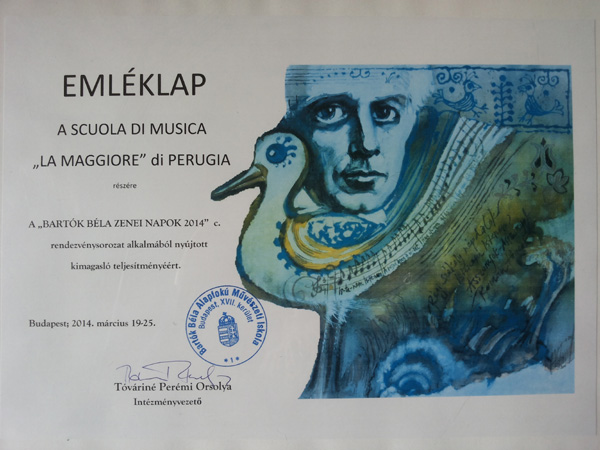 EMLÉKLAP
A SCUOLA DI MUSICA
„LA MAGGIORE” di PERUGIA
részére
A „BARTÓK BÉLA ZENEI NAPOK 2014” c.
rendezvénysorozat alkalmából nyújtott
kimagasló teljesítményéért.
Budapest; 2014. március 19-25.
Bartók Béla Alapfokú Művészeti Iskola
Budapest, XVII. kerület
*1*
Tóváriné Perémi Orsolya
Intézményvezető